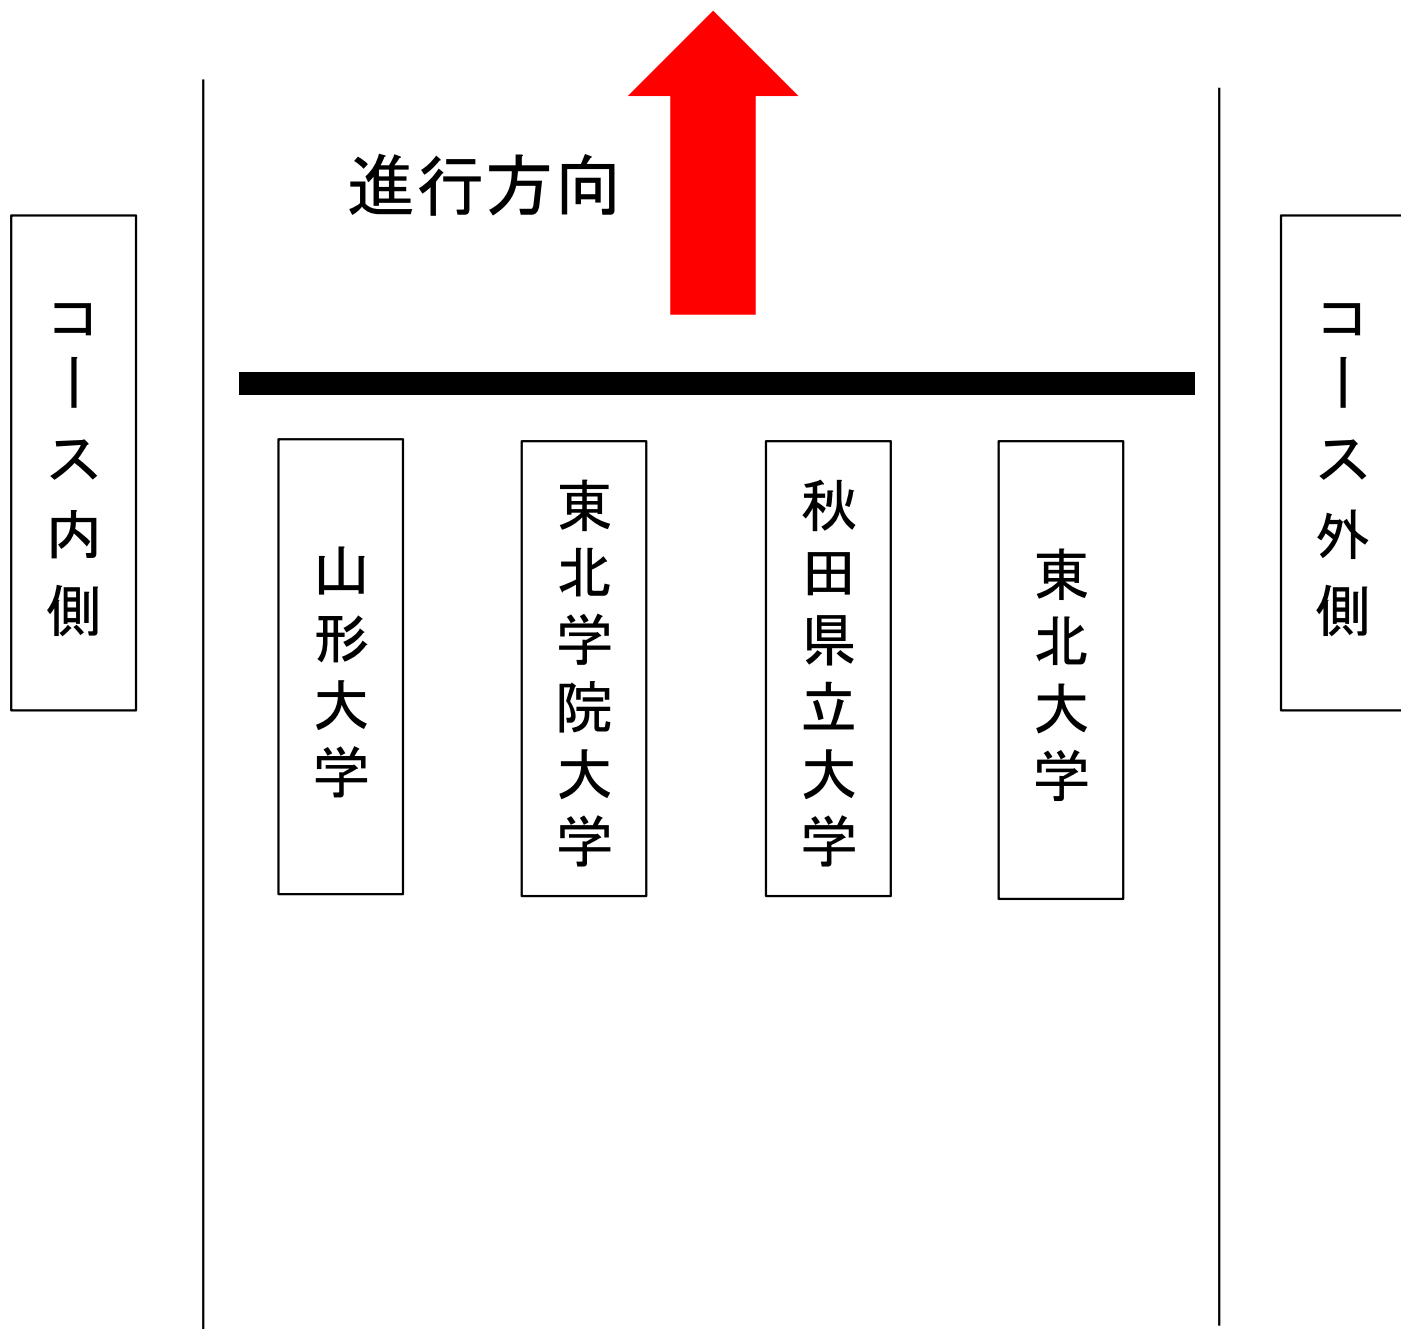 進行方向
コース内側
山形大学
東北学院大学
秋田県立大学
東北大学
コース外側